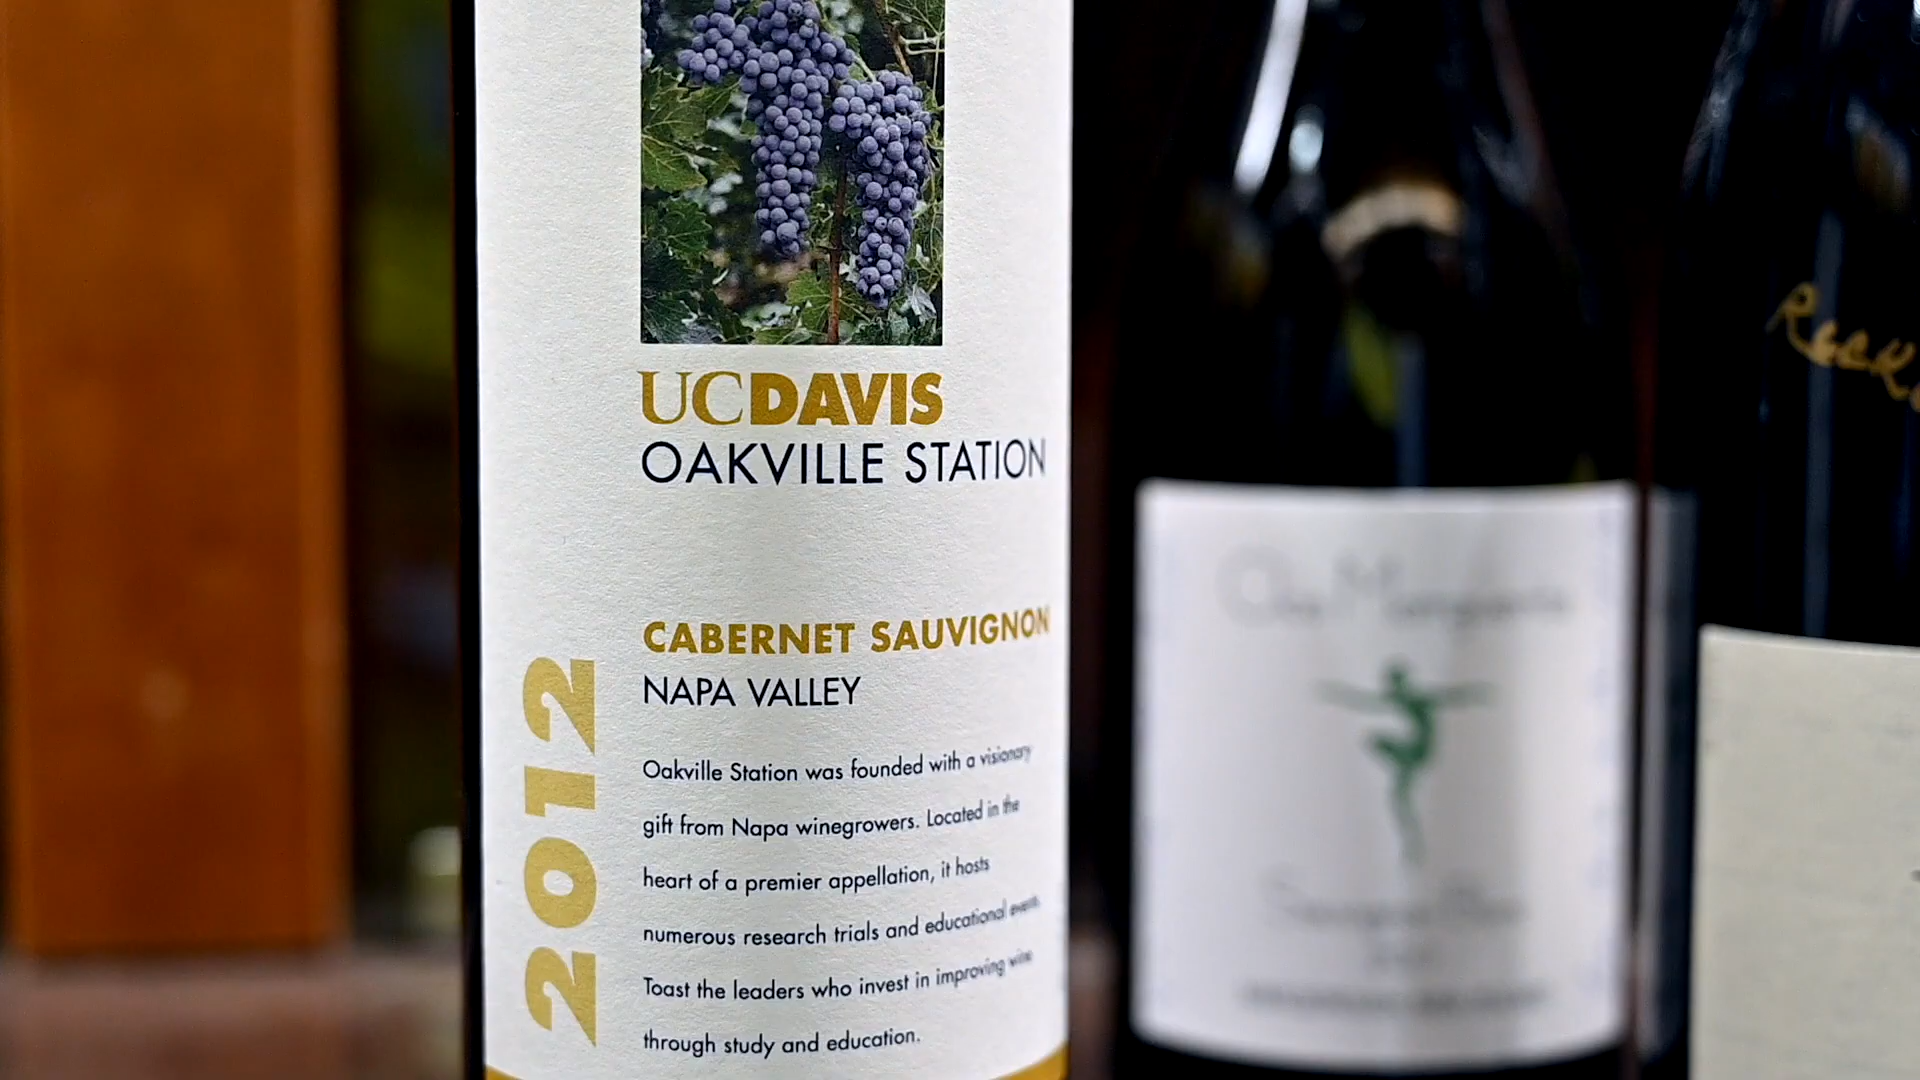 UCDAVIS
OAKVILLE STATION
CABERNET SAUVIGNON
NAPA VALLEY
2012
Oakville Station was founded with a visionary
gift from Napa winegrowers. Located in the
heart of a premier appellation, it hosts
numerous research trials and educational events
Toast the leaders who invest in improving wine
through study and education.